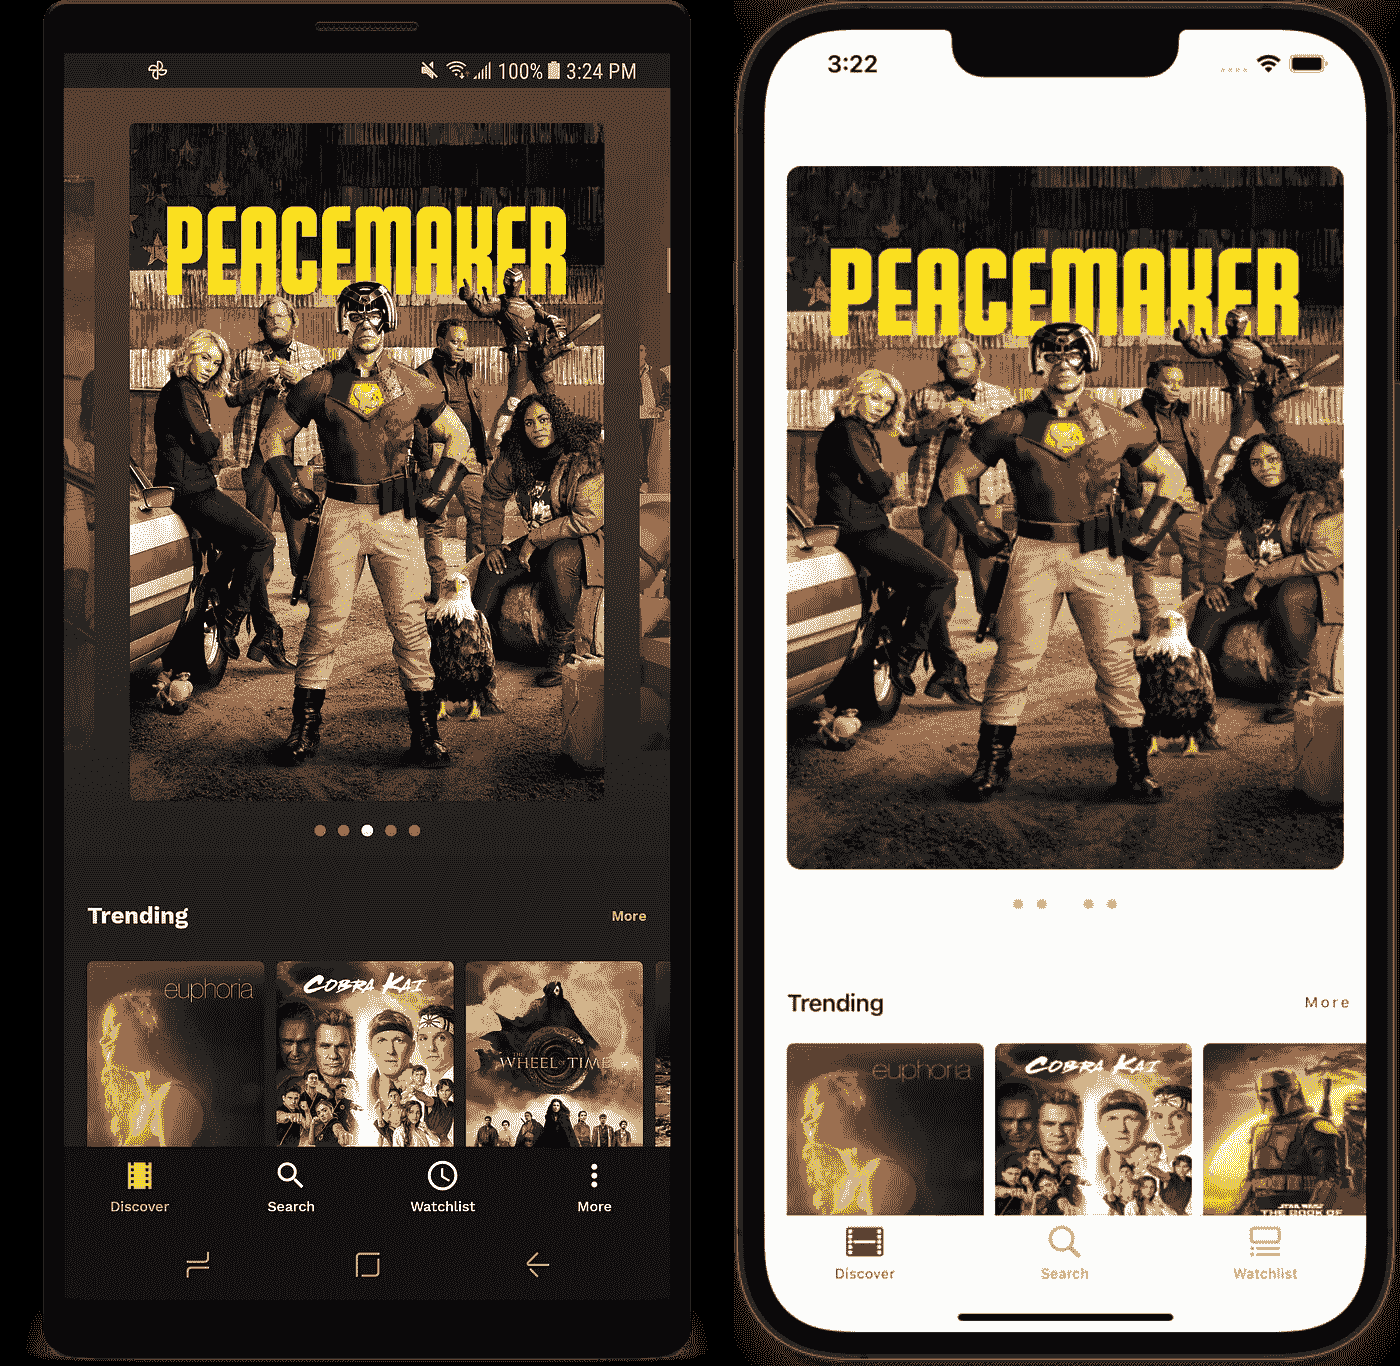 100% 3:24 PM
PEACEMAKER
Trending
More
euphoria
COBRA KAI
THE WHEEL OF TIME
Discover
Search
Watchlist
More
3:22
PEACEMAKER
Trending
More
euphoria
COBRA KAI
STAR WARS
THE BOOK OF
Discover
Search
Watchlist